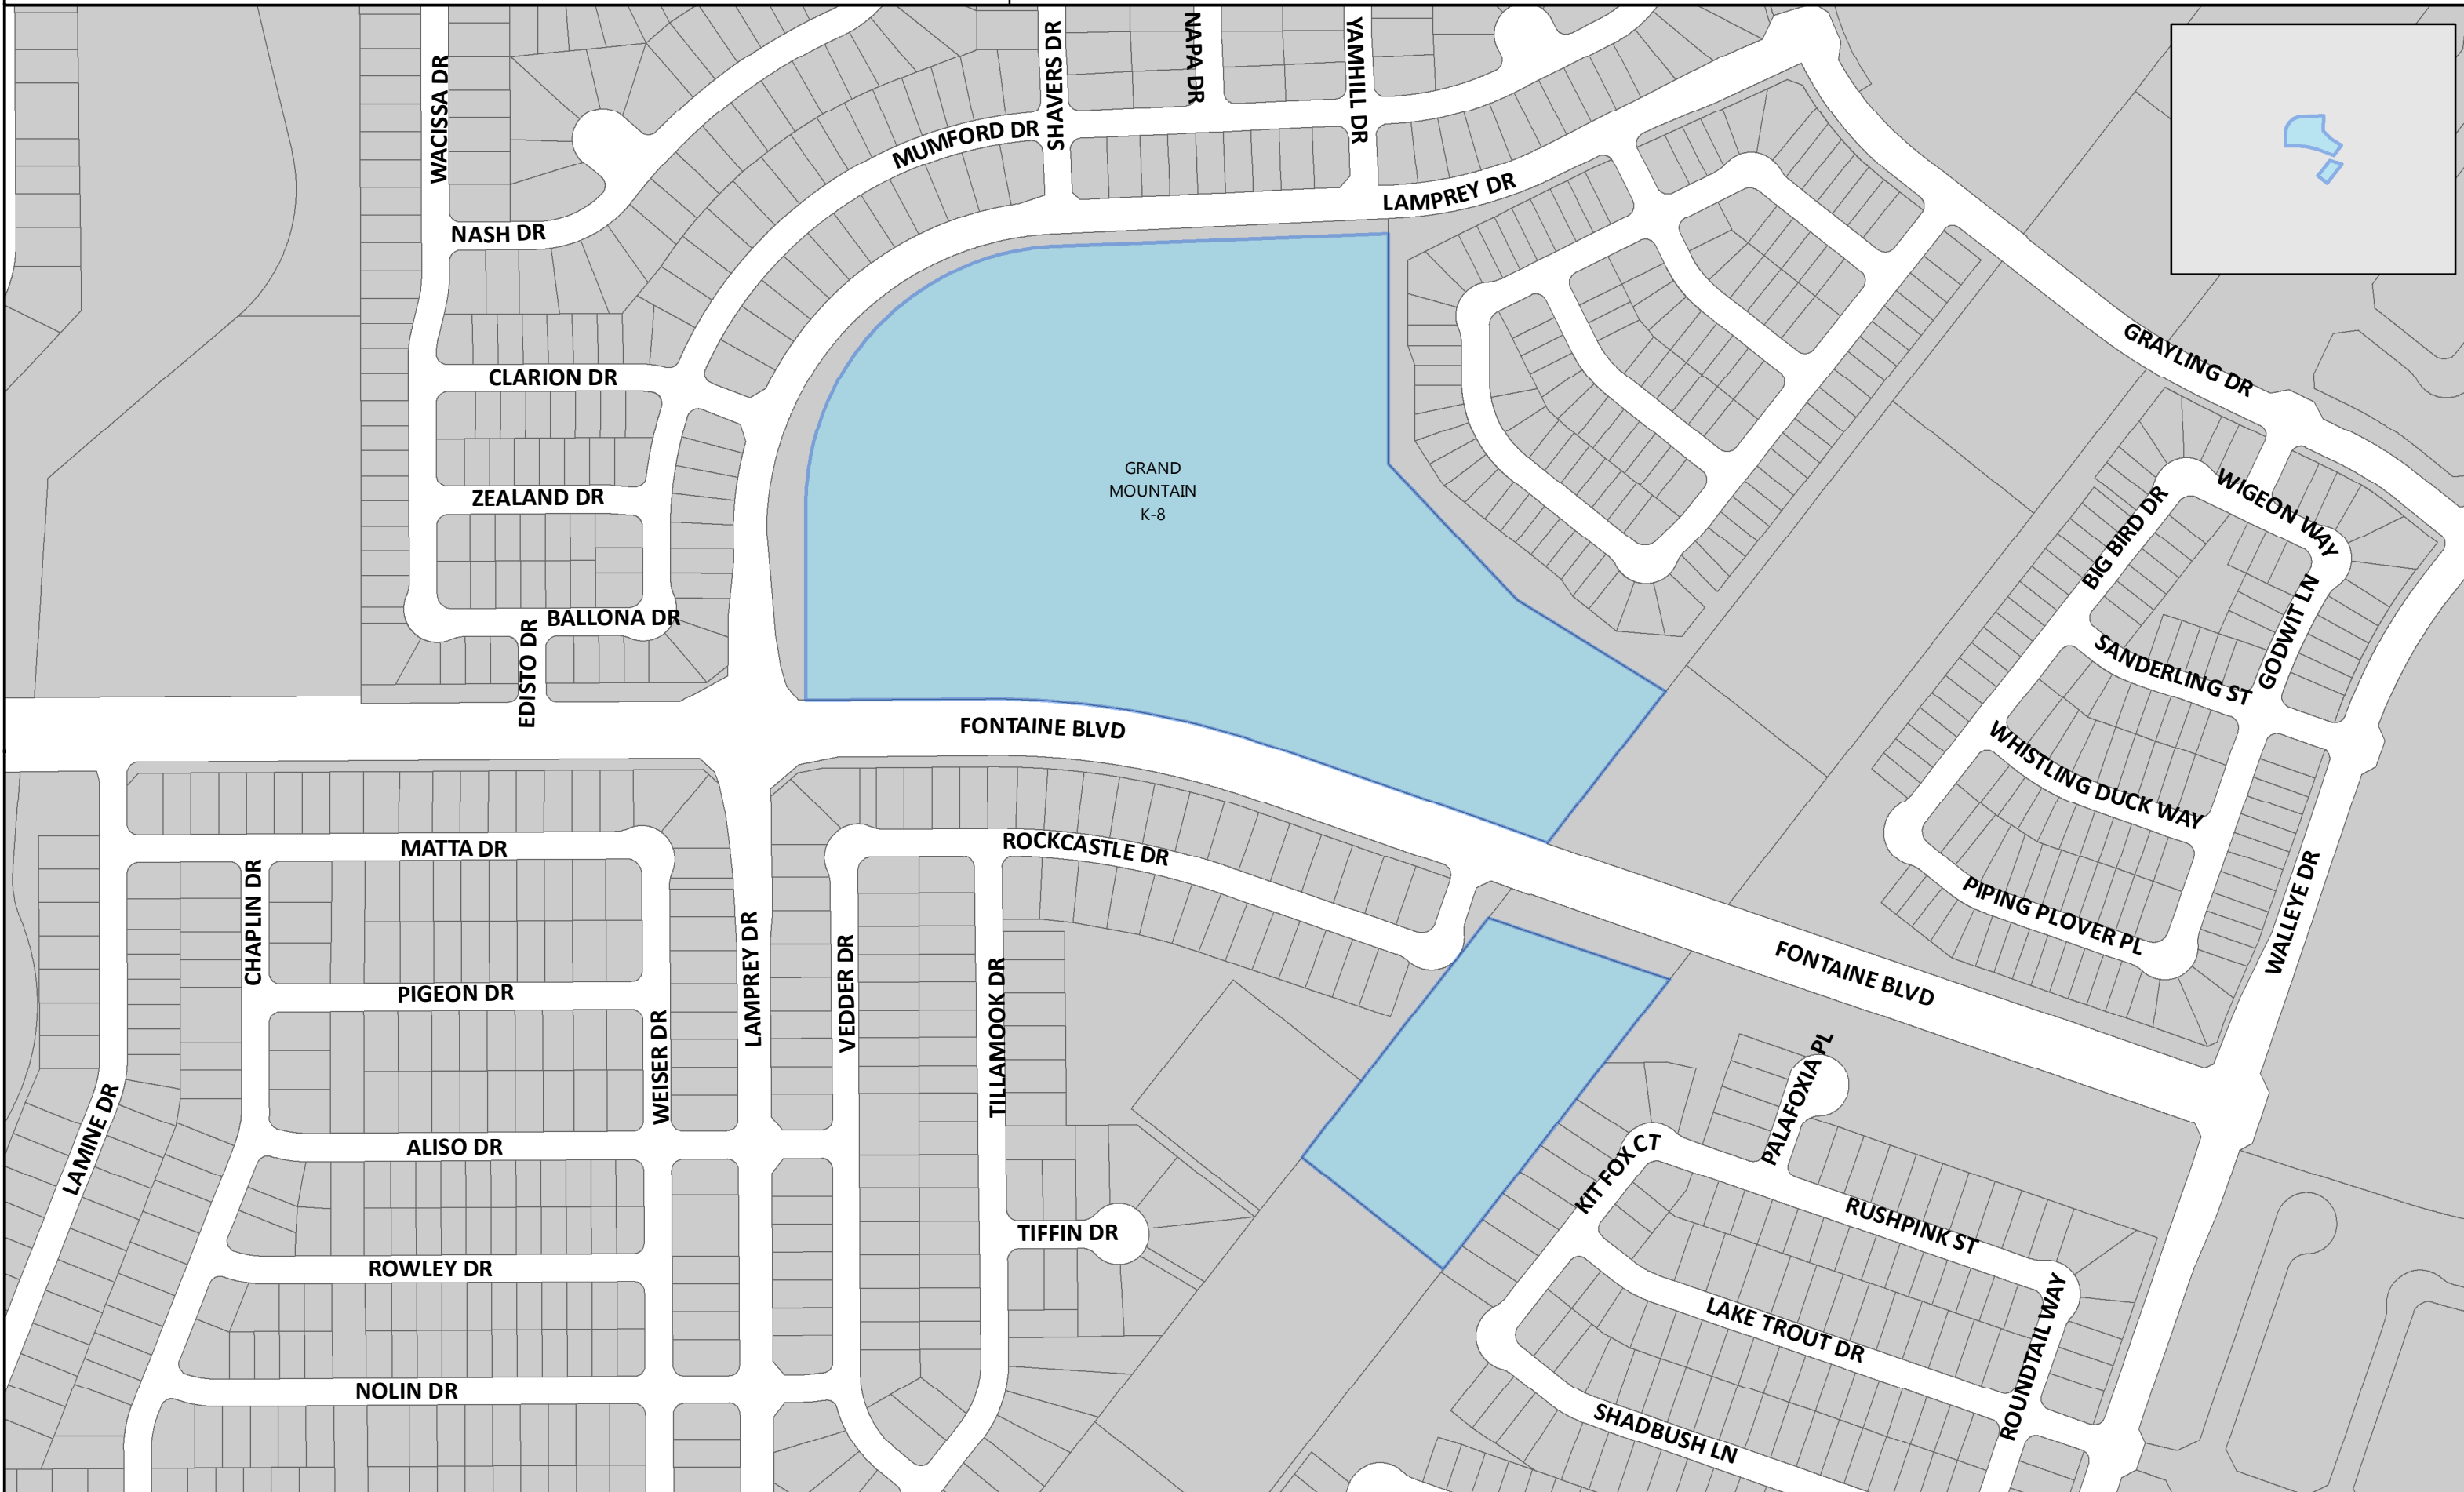 WACISSA DR
SHAVERS DR
NAPA DR
YAMHILL DR
MUMFORD DR
LAMPREY DR
NASH DR
GRAYLING DR
CLARION DR
GRAND
MOUNTAIN
K-8
ZEALAND DR
WIGEON WAY
BIG BIRD DR
BALLONA DR
EDISTO DR
GODWIT LN
SANDERLING ST
FONTAINE BLVD
WHISTLING DUCK WAY
MATTA DR
ROCKCASTLE DR
CHAPLIN DR
PIPING PLOVER PL
WALLEYE DR
LAMPREY DR
VEDDER DR
TILLAMOOK DR
FONTAINE BLVD
PIGEON DR
WEISER DR
PALAFOXIA PL
LAMINE DR
ALISO DR
KIT FOX CT
RUSHPINK ST
TIFFIN DR
ROWLEY DR
LAKE TROUT DR
ROUNDTAIL WAY
NOLIN DR
SHADBUSH LN